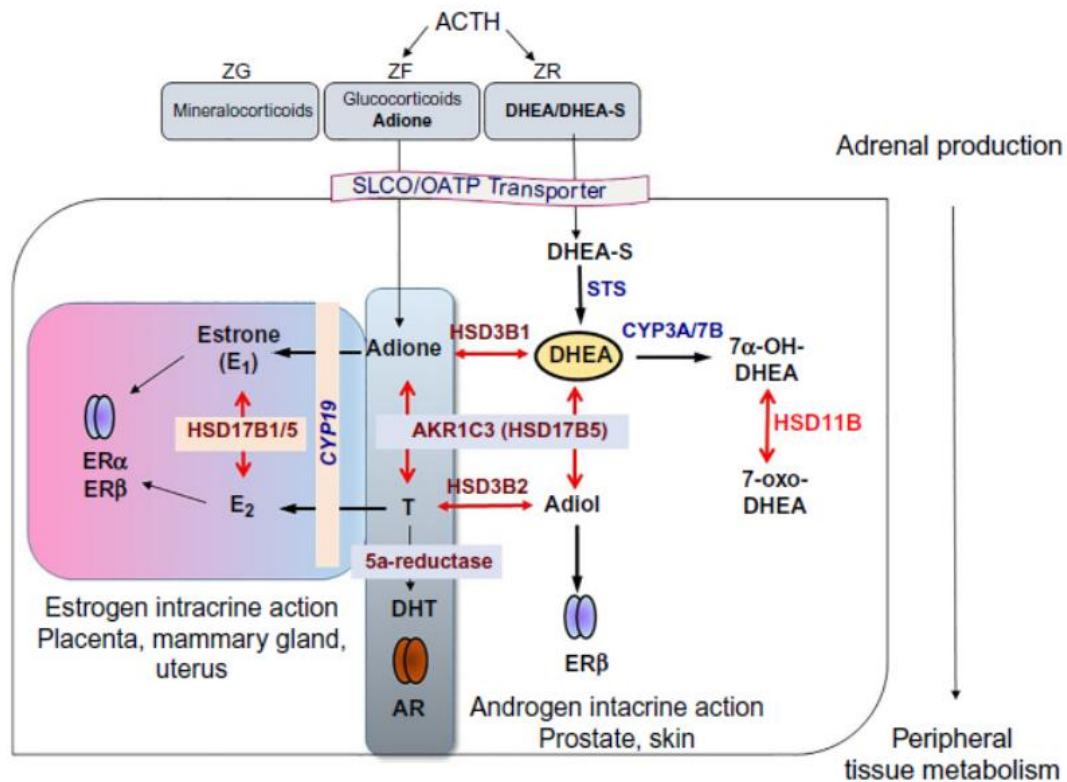 ACTH
ZG
ZF
ZR
Mineralocorticoids
Glucocorticoids
Adione
DHEA/DHEA-S
Adrenal production
SLCO/OATP Transporter
DHEA-S
STS
Estrone
(E1)
Adione
HSD3B1
DHEA
CYP3A/7B
7α-OH-
DHEA
HSD17B1/5
CYP19
AKR1C3 (HSD17B5)
HSD11B
ERα
ERβ
E2
T
HSD3B2
Adiol
7-oxo-
DHEA
5a-reductase
DHT
Estrogen intracrine action
Placenta, mammary gland,
uterus
AR
ERβ
Androgen intacrine action
Prostate, skin
Peripheral
tissue metabolism